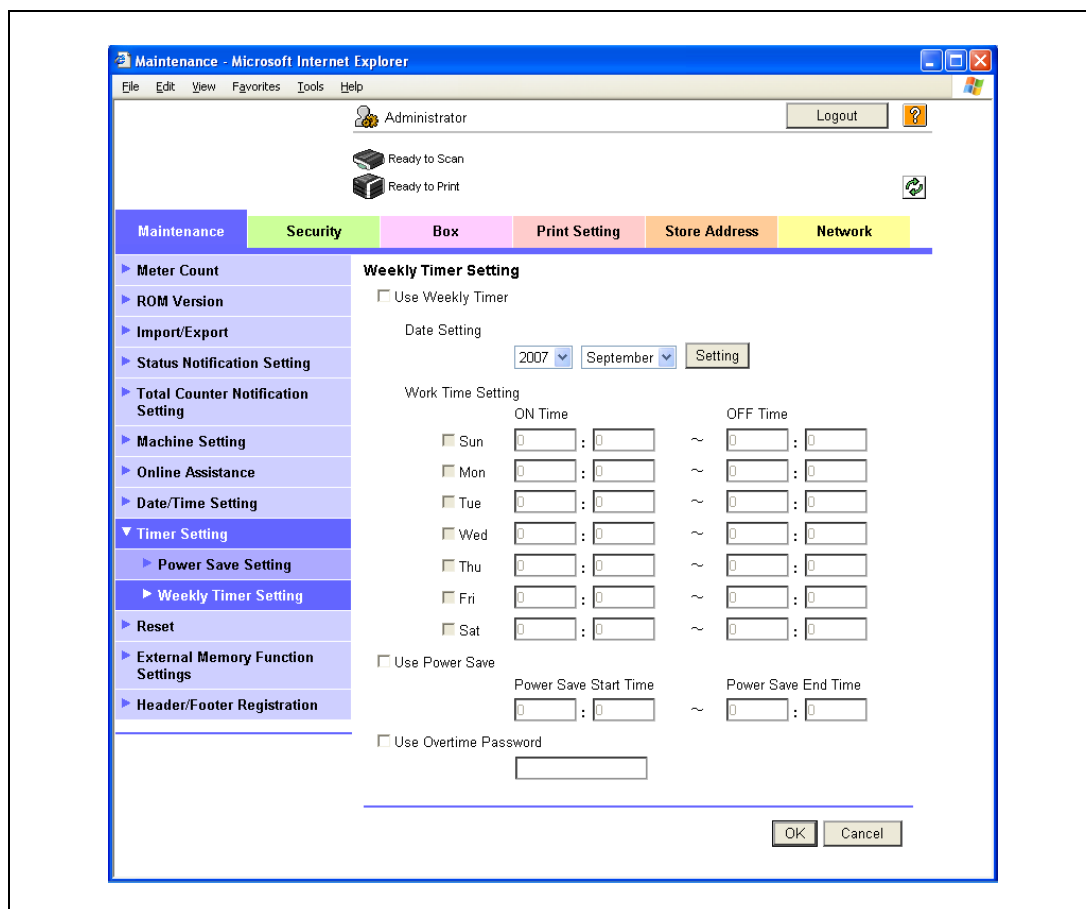 Maintenance - Microsoft Internet Explorer
File Edit View Favorites Tools Help
Administrator Logout ?
Ready to Scan
Ready to Print
Maintenance Security Box Print Setting Store Address Network
Meter Count
ROM Version
Import/Export
Status Notification Setting
Total Counter Notification
Setting
Machine Setting
Online Assistance
Date/Time Setting
Timer Setting
Power Save Setting
Weekly Timer Setting
Reset
External Memory Function
Settings
Header/Footer Registration
Weekly Timer Setting
Use Weekly Timer
Date Setting
2007 September Setting
Work Time Setting
ON Time OFF Time
Sun 0 : 0 ~ 0 : 0
Mon 0 : 0 ~ 0 : 0
Tue 0 : 0 ~ 0 : 0
Wed 0 : 0 ~ 0 : 0
Thu 0 : 0 ~ 0 : 0
Fri 0 : 0 ~ 0 : 0
Sat 0 : 0 ~ 0 : 0
Use Power Save
Power Save Start Time Power Save End Time
0 : 0 ~ 0 : 0
Use Overtime Password
OK Cancel